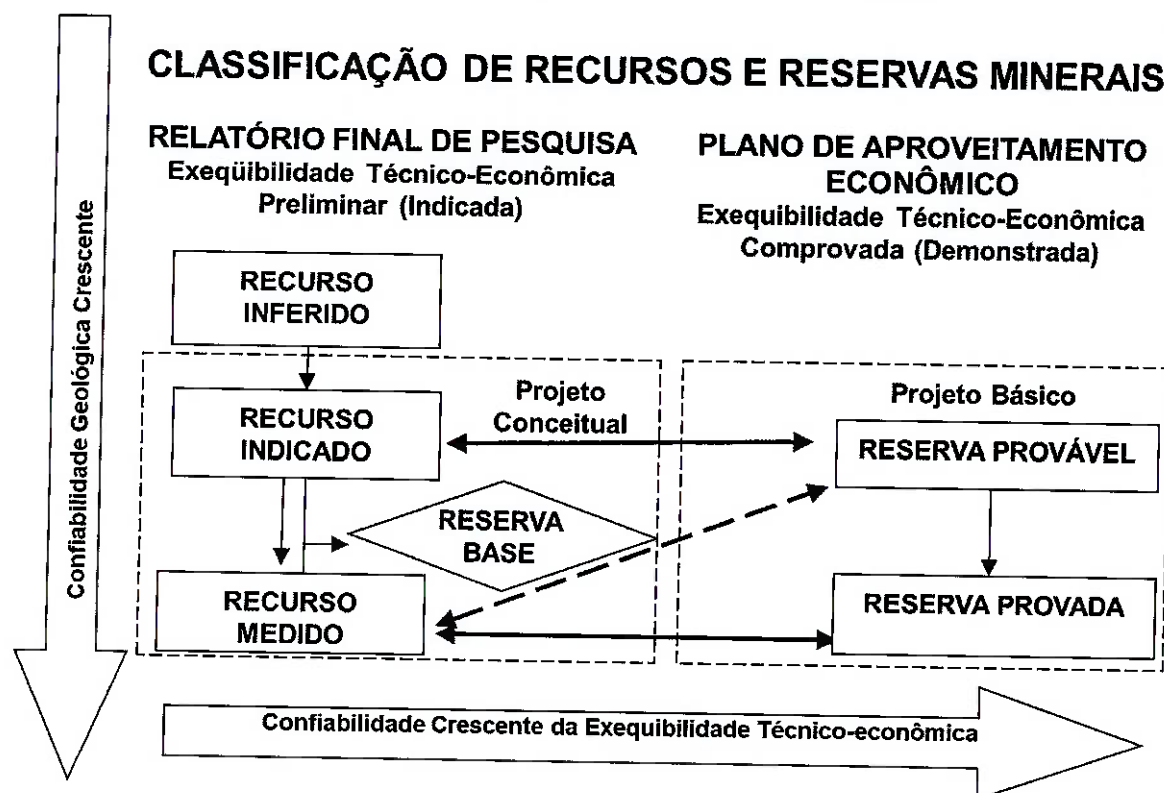 CLASSIFICAÇÃO DE RECURSOS E RESERVAS MINERAIS
RELATÓRIO FINAL DE PESQUISA
Exeqüibilidade Técnico-Econômica
Preliminar (Indicada)
PLANO DE APROVEITAMENTO
ECONÔMICO
Exequibilidade Técnico-Econômica
Comprovada (Demonstrada)
Confiabilidade Geológica Crescente
RECURSO
INFERIDO
RECURSO
INDICADO
Projeto
Conceitual
Projeto Básico
RESERVA PROVÁVEL
RESERVA
BASE
RECURSO
MEDIDO
RESERVA PROVADA
Confiabilidade Crescente da Exequibilidade Técnico-econômica